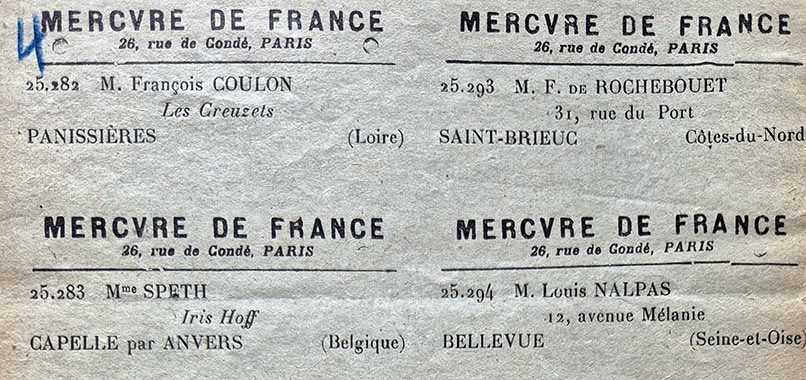 4
MERCVRE DE FRANCE
26, rue de Condé, PARIS
25.282 M. François COULON
Les Creuzets
PANISSIÈRES (Loire)
MERCVRE DE FRANCE
26, rue de Condé, PARIS
25.293 M. F. DE ROCHEBOUET
31, rue du Port
SAINT-BRIEUC Côtes-du-Nord
MERCVRE DE FRANCE
26, rue de Condé, PARIS
25.283 Mme SPETH
Iris Hoff
CAPELLE par ANVERS (Belgique)
MERCVRE DE FRANCE
26, rue de Condé, PARIS
25.294 M. Louis NALPAS
12, avenue Mélanie
BELLEVUE (Seine-et-Oise)